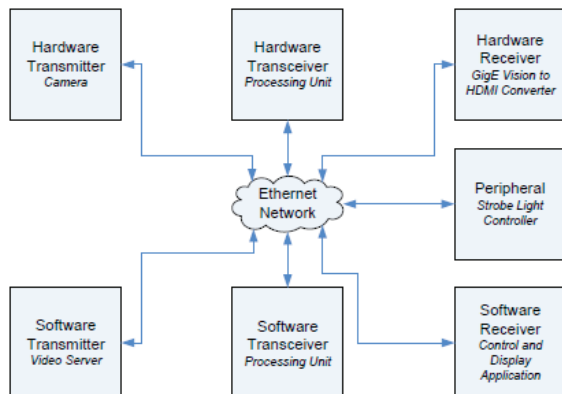 Hardware
Transmitter
Camera
Hardware
Transceiver
Processing Unit
Hardware
Receiver
GigE Vision to
HDMI Converter
Ethernet
Network
Peripheral
Strobe Light
Controller
Software
Transmitter
Video Server
Software
Transceiver
Processing Unit
Software
Receiver
Control and
Display
Application